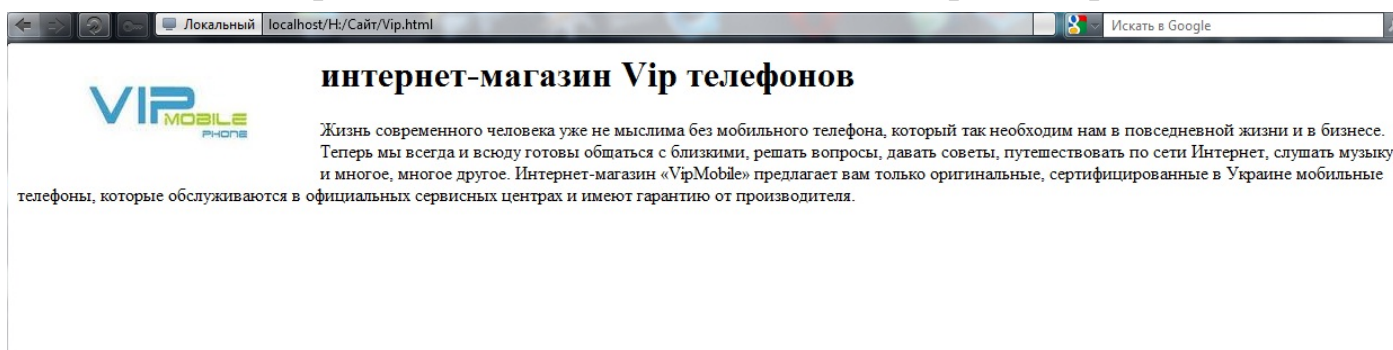 Локальный localhost/H:/Сайт/Vip.html Искать в Google
интернет-магазин Vip телефонов
VIP MOBILE PHONE
Жизнь современного человека уже не мыслима без мобильного телефона, который так необходим нам в повседневной жизни и в бизнесе.
Теперь мы всегда и всюду готовы общаться с близкими, решать вопросы, давать советы, путешествовать по сети Интернет, слушать музыку
и многое, многое другое. Интернет-магазин «VipMobile» предлагает вам только оригинальные, сертифицированные в Украине мобильные
телефоны, которые обслуживаются в официальных сервисных центрах и имеют гарантию от производителя.